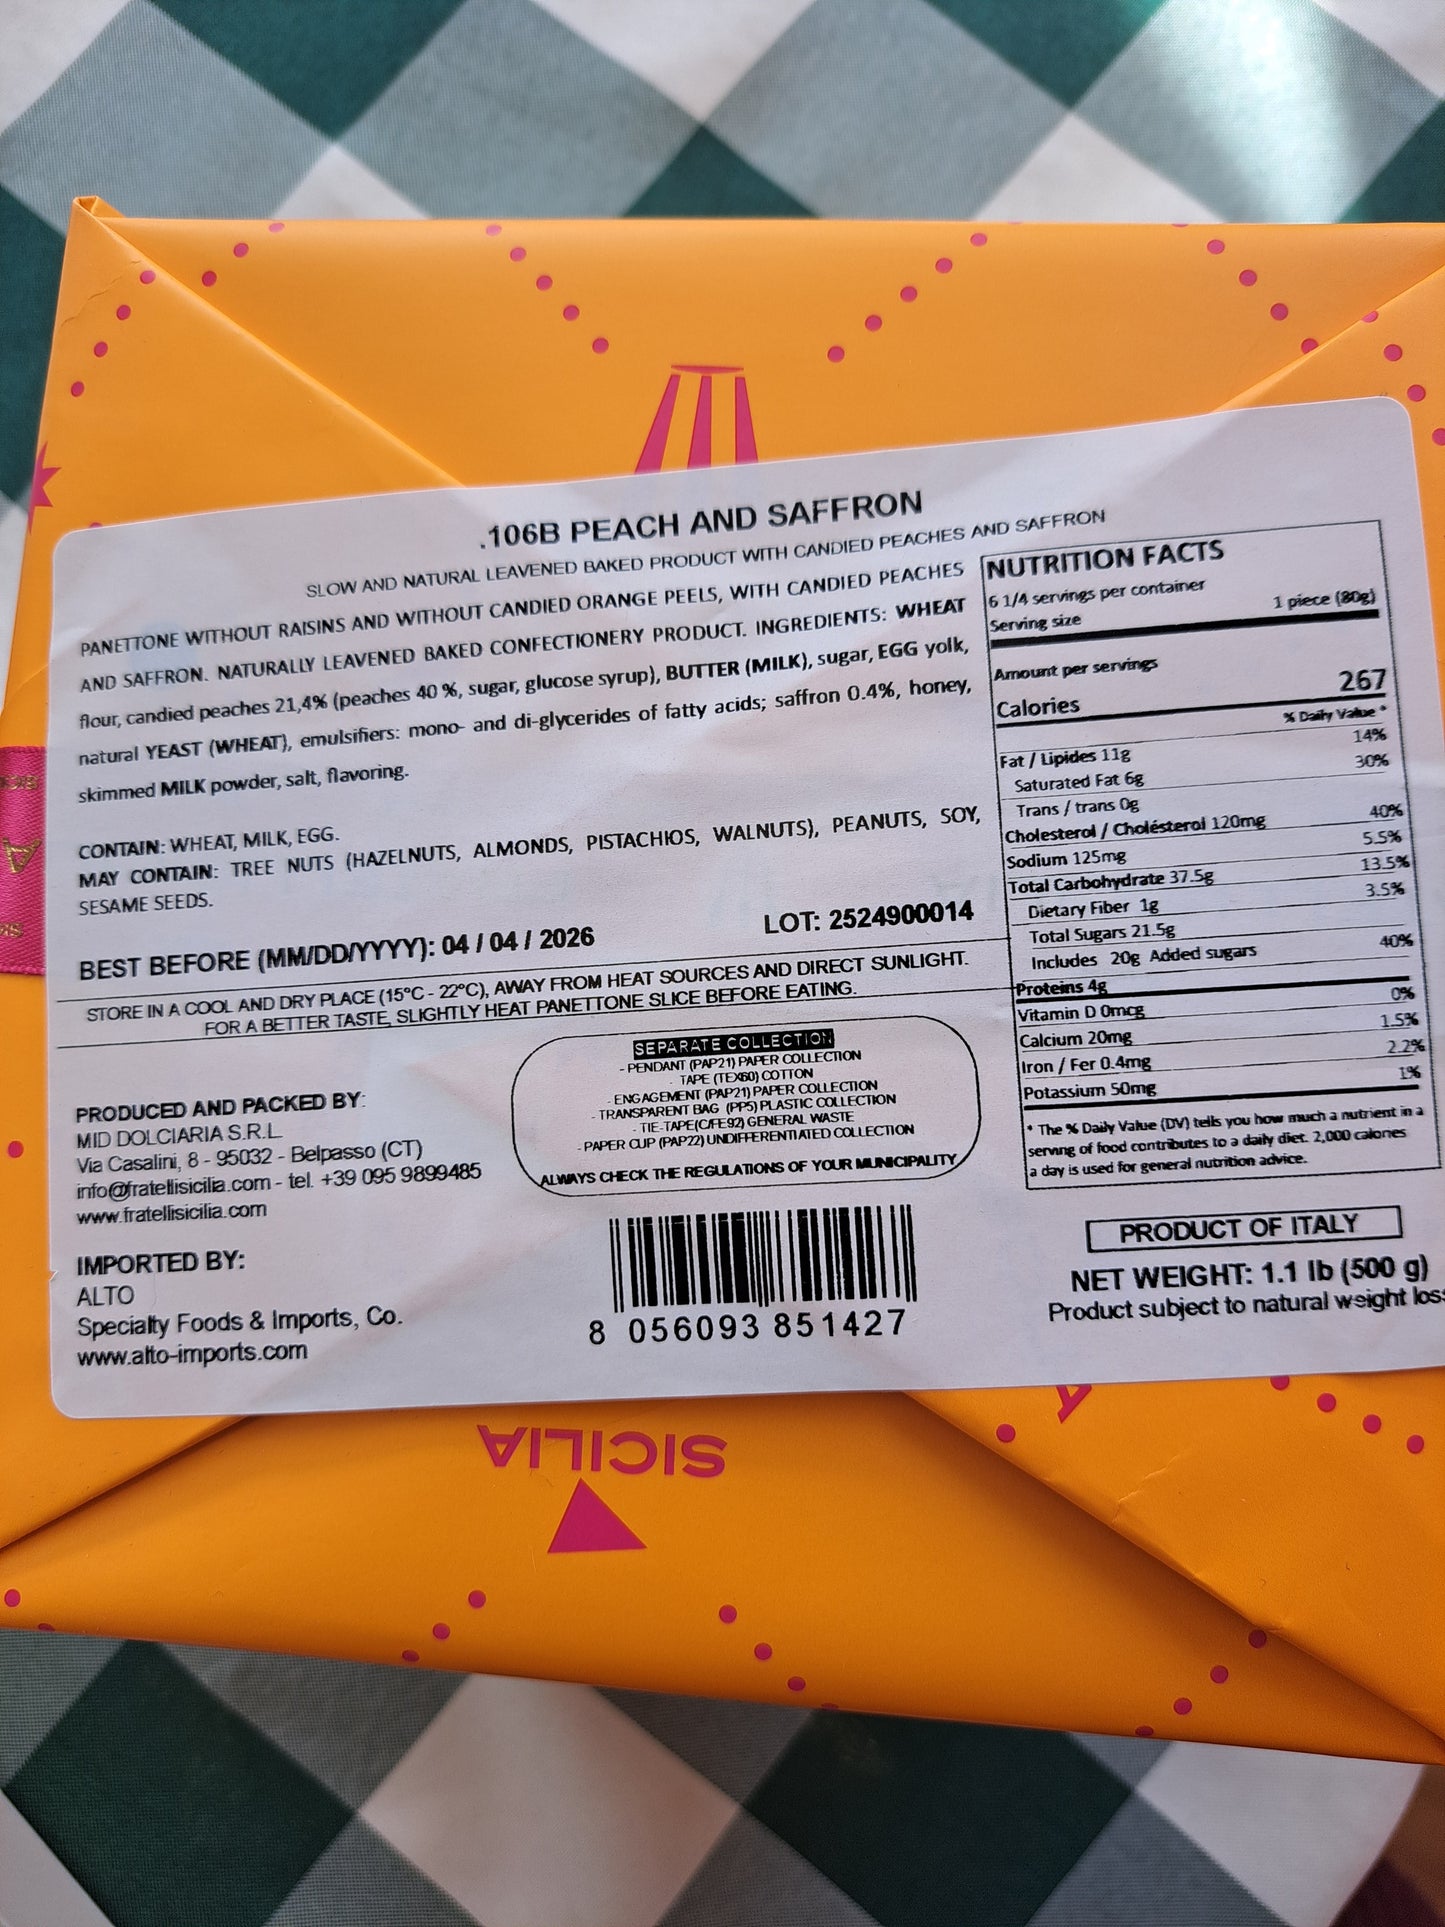 .106B PEACH AND SAFFRON
SLOW AND NATURAL LEAVENED BAKED PRODUCT WITH CANDIED PEACHES AND SAFFRON
PANETTONE WITHOUT RAISINS AND WITHOUT CANDIED ORANGE PEELS, WITH CANDIED PEACHES
AND SAFFRON. NATURALLY LEAVENED BAKED CONFECTIONERY PRODUCT. INGREDIENTS: WHEAT
flour, candied peaches 21,4% (peaches 40 %, sugar, glucose syrup), BUTTER (MILK), sugar, EGG yolk,
natural YEAST (WHEAT), emulsifiers: mono- and di-glycerides of fatty acids; saffron 0.4%, honey,
skimmed MILK powder, salt, flavoring.
CONTAIN: WHEAT, MILK, EGG.
MAY CONTAIN: TREE NUTS (HAZELNUTS, ALMONDS, PISTACHIOS, WALNUTS), PEANUTS, SOY,
SESAME SEEDS.
BEST BEFORE (MM/DD/YYYY): 04 / 04 / 2026 LOT: 2524900014
STORE IN A COOL AND DRY PLACE (15°C - 22°C), AWAY FROM HEAT SOURCES AND DIRECT SUNLIGHT.
FOR A BETTER TASTE, SLIGHTLY HEAT PANETTONE SLICE BEFORE EATING.
NUTRITION FACTS
6 1/4 servings per container
Serving size 1 piece (80g)
Amount per servings
Calories 267
% Daily Value *
Fat / Lipides 11g 14%
Saturated Fat 6g 30%
Trans / trans 0g
Cholesterol / Cholésterol 120mg 40%
Sodium 125mg 5.5%
Total Carbohydrate 37.5g 13.5%
Dietary Fiber 1g 3.5%
Total Sugars 21.5g
Includes 20g Added sugars 40%
Proteins 4g
Vitamin D 0mcg 0%
Calcium 20mg 1.5%
Iron / Fer 0.4mg 2.2%
Potassium 50mg 1%
* The % Daily Value (DV) tells you how much a nutrient in a
serving of food contributes to a daily diet. 2,000 calories
a day is used for general nutrition advice.
PRODUCED AND PACKED BY:
MID DOLCIARIA S.R.L.
Via Casalini, 8 - 95032 - Belpasso (CT)
info@fratellisicilia.com - tel. +39 095 9899485
www.fratellisicilia.com
IMPORTED BY:
ALTO
Specialty Foods & Imports, Co.
www.alto-imports.com
SEPARATE COLLECTION
- PENDANT (PAP21) PAPER COLLECTION
- TAPE (TEX60) COTTON
- ENGAGEMENT (PAP21) PAPER COLLECTION
- TRANSPARENT BAG (PP5) PLASTIC COLLECTION
- TIE-TAPE(C/FE92) GENERAL WASTE
- PAPER CUP (PAP22) UNDIFFERENTIATED COLLECTION
ALWAYS CHECK THE REGULATIONS OF YOUR MUNICIPALITY
8 056093 851427
PRODUCT OF ITALY
NET WEIGHT: 1.1 lb (500 g)
Product subject to natural weight loss
SICILIA